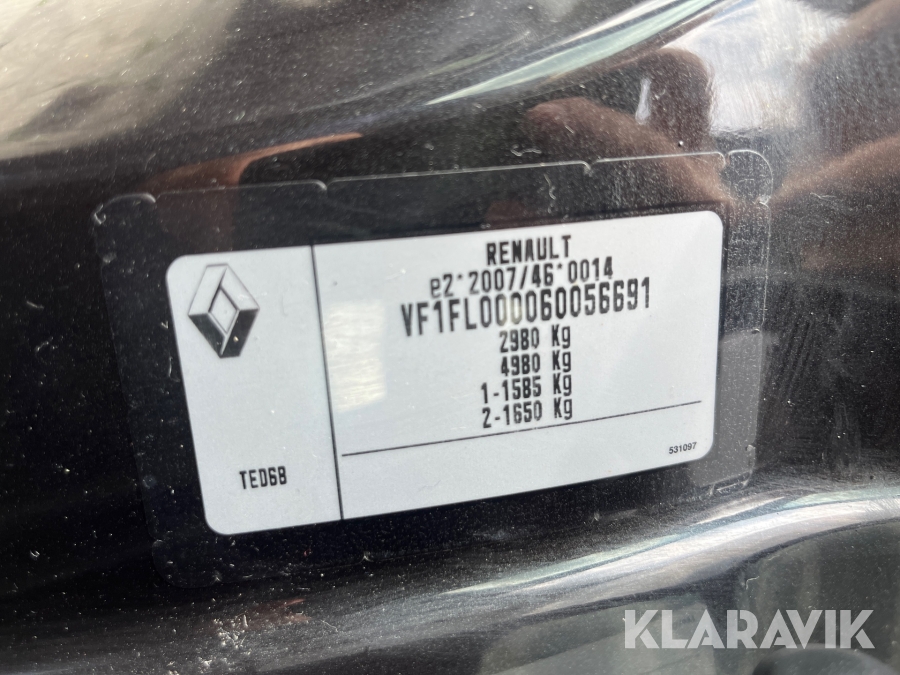 RENAULT
e2*2007/46*0014
VF1FL000060056691
2980 Kg
4980 Kg
1-1585 Kg
2-1650 Kg
TED68
531097
KLARAVIK